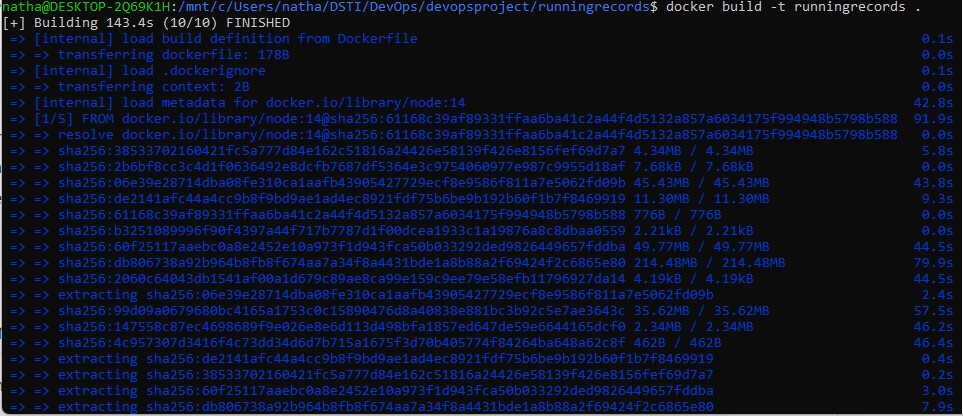 natha@DESKTOP-2Q69K1H:/mnt/c/Users/natha/DSTI/DevOps/devopsproject/runningrecords$ docker build -t runningrecords .
[+] Building 143.4s (10/10) FINISHED
=> [internal] load build definition from Dockerfile 0.1s
=> => transferring dockerfile: 178B 0.0s
=> [internal] load .dockerignore 0.1s
=> => transferring context: 2B 0.0s
=> [internal] load metadata for docker.io/library/node:14 42.8s
=> [1/5] FROM docker.io/library/node:14@sha256:61168c39af89331ffaa6ba41c2a44f4d5132a857a6034175f994948b5798b588 91.9s
=> => resolve docker.io/library/node:14@sha256:61168c39af89331ffaa6ba41c2a44f4d5132a857a6034175f994948b5798b588 0.0s
=> => sha256:38533702160421fc5a777d84e162c51816a24426e58139f426e8156fef69d7a7 4.34MB / 4.34MB 5.8s
=> => sha256:2b6bf8cc3c4d1f0636492e8dcfb7687df5364e3c9754060977e987c9955d18af 7.68kB / 7.68kB 0.0s
=> => sha256:06e39e28714dba08fe310ca1aafb43905427729ecf8e9586f811a7e5062fd09b 45.43MB / 45.43MB 43.8s
=> => sha256:de2141afc44a4cc9b8f9bd9ae1ad4ec8921fdf75b6be9b192b60f1b7f8469919 11.30MB / 11.30MB 9.3s
=> => sha256:61168c39af89331ffaa6ba41c2a44f4d5132a857a6034175f994948b5798b588 776B / 776B 0.0s
=> => sha256:b3251089996f90f4397a44f717b7787d1f00dcea1933c1a19876a8c8dbaa0559 2.21kB / 2.21kB 0.0s
=> => sha256:60f25117aaebc0a8e2452e10a973f1d943fca50b033292ded9826449657fddba 49.77MB / 49.77MB 44.5s
=> => sha256:db806738a92b964b8fb8f674aa7a34f8a4431bde1a8b88a2f69424f2c6865e80 214.48MB / 214.48MB 79.9s
=> => sha256:2060c64043db1541af00a1d679c89ae8ca99e159c9ee79e58efb11796927da14 4.19kB / 4.19kB 44.5s
=> => extracting sha256:06e39e28714dba08fe310ca1aafb43905427729ecf8e9586f811a7e5062fd09b 2.4s
=> => sha256:99d09a0679680bc4165a1753c0c15890476d8a40838e881bc3b92c5e7ae3643c 35.62MB / 35.62MB 57.5s
=> => sha256:147558c87ec4698689f9e026e8e6d113d498bfa1857ed647de59e6644165dcf0 2.34MB / 2.34MB 46.2s
=> => sha256:4c957307d3416f4c73dd34d6d7b715a1675f3d70b405774f84264ba648a62c8f 462B / 462B 46.4s
=> => extracting sha256:de2141afc44a4cc9b8f9bd9ae1ad4ec8921fdf75b6be9b192b60f1b7f8469919 0.4s
=> => extracting sha256:38533702160421fc5a777d84e162c51816a24426e58139f426e8156fef69d7a7 0.2s
=> => extracting sha256:60f25117aaebc0a8e2452e10a973f1d943fca50b033292ded9826449657fddba 3.0s
=> => extracting sha256:db806738a92b964b8fb8f674aa7a34f8a4431bde1a8b88a2f69424f2c6865e80 7.9s